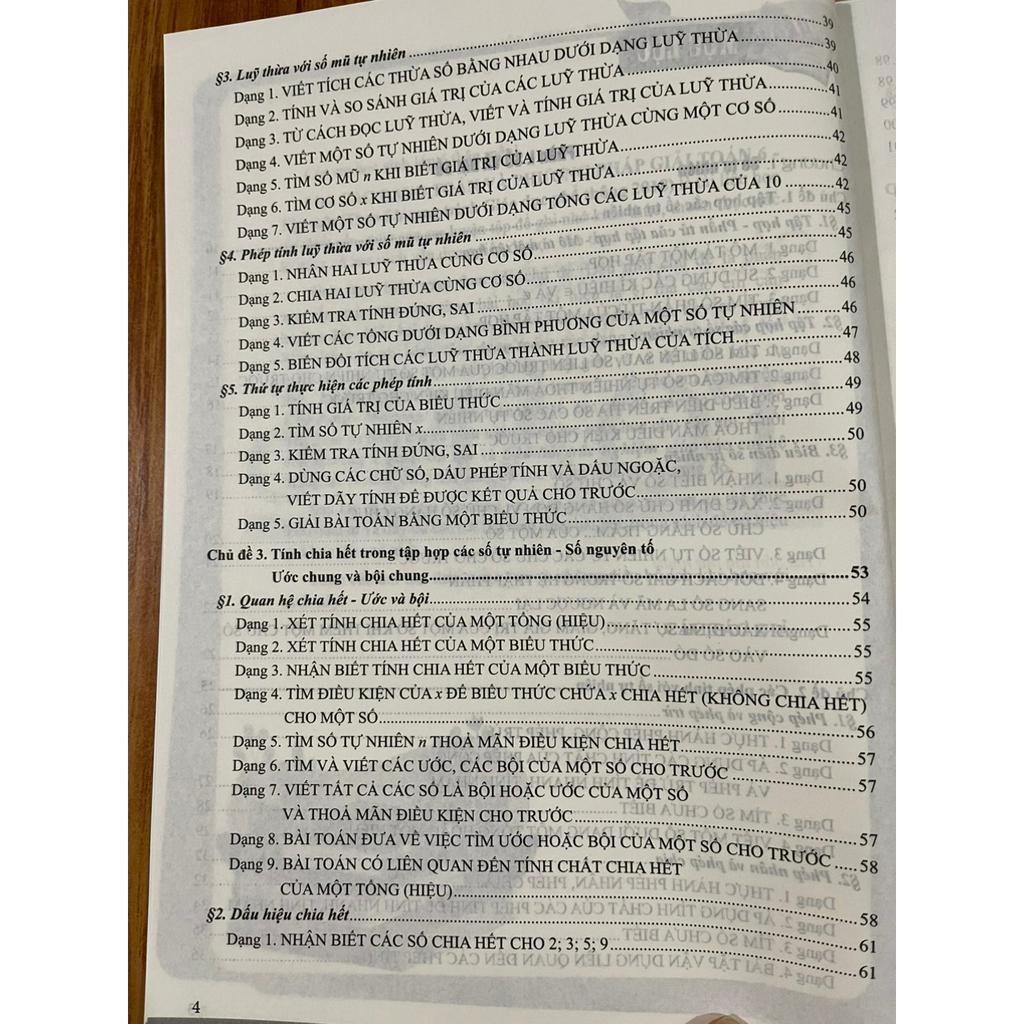 §3. Luỹ thừa với số mũ tự nhiên ... 39
Dạng 1. VIẾT TÍCH CÁC THỪA SỐ BẰNG NHAU DƯỚI DẠNG LUỸ THỪA ... 39
Dạng 2. TÍNH VÀ SO SÁNH GIÁ TRỊ CỦA CÁC LUỸ THỪA ... 40
Dạng 3. TỪ CÁCH ĐỌC LUỸ THỪA, VIẾT VÀ TÍNH GIÁ TRỊ CỦA LUỸ THỪA ... 41
Dạng 4. VIẾT MỘT SỐ TỰ NHIÊN DƯỚI DẠNG LUỸ THỪA CÙNG MỘT CƠ SỐ ... 41
Dạng 5. TÌM SỐ MŨ n KHI BIẾT GIÁ TRỊ CỦA LUỸ THỪA ... 42
Dạng 6. TÌM CƠ SỐ x KHI BIẾT GIÁ TRỊ CỦA LUỸ THỪA ... 42
Dạng 7. VIẾT MỘT SỐ TỰ NHIÊN DƯỚI DẠNG TỔNG CÁC LUỸ THỪA CỦA 10 ... 42
§4. Phép tính luỹ thừa với số mũ tự nhiên ... 45
Dạng 1. NHÂN HAI LUỸ THỪA CÙNG CƠ SỐ ... 45
Dạng 2. CHIA HAI LUỸ THỪA CÙNG CƠ SỐ ... 46
Dạng 3. KIỂM TRA TÍNH ĐÚNG, SAI ... 46
Dạng 4. VIẾT CÁC TỔNG DƯỚI DẠNG BÌNH PHƯƠNG CỦA MỘT SỐ TỰ NHIÊN ... 46
Dạng 5. BIẾN ĐỔI TÍCH CÁC LUỸ THỪA THÀNH LUỸ THỪA CỦA TÍCH ... 47
§5. Thứ tự thực hiện các phép tính ... 48
Dạng 1. TÍNH GIÁ TRỊ CỦA BIỂU THỨC ... 49
Dạng 2. TÌM SỐ TỰ NHIÊN x ... 49
Dạng 3. KIỂM TRA TÍNH ĐÚNG, SAI ... 50
Dạng 4. DÙNG CÁC CHỮ SỐ, DẤU PHÉP TÍNH VÀ DẤU NGOẶC,
VIẾT DÃY TÍNH ĐỂ ĐƯỢC KẾT QUẢ CHO TRƯỚC ... 50
Dạng 5. GIẢI BÀI TOÁN BẰNG MỘT BIỂU THỨC ... 50
Chủ đề 3. Tính chia hết trong tập hợp các số tự nhiên - Số nguyên tố
Ước chung và bội chung ... 53
§1. Quan hệ chia hết - Ước và bội ... 54
Dạng 1. XÉT TÍNH CHIA HẾT CỦA MỘT TỔNG (HIỆU) ... 55
Dạng 2. XÉT TÍNH CHIA HẾT CỦA MỘT BIỂU THỨC ... 55
Dạng 3. NHẬN BIẾT TÍNH CHIA HẾT CỦA MỘT BIỂU THỨC ... 55
Dạng 4. TÌM ĐIỀU KIỆN CỦA x ĐỂ BIỂU THỨC CHỨA x CHIA HẾT (KHÔNG CHIA HẾT)
CHO MỘT SỐ ... 56
Dạng 5. TÌM SỐ TỰ NHIÊN n THOẢ MÃN ĐIỀU KIỆN CHIA HẾT ... 57
Dạng 6. TÌM VÀ VIẾT CÁC ƯỚC, CÁC BỘI CỦA MỘT SỐ CHO TRƯỚC ... 57
Dạng 7. VIẾT TẤT CẢ CÁC SỐ LÀ BỘI HOẶC ƯỚC CỦA MỘT SỐ
VÀ THOẢ MÃN ĐIỀU KIỆN CHO TRƯỚC ... 57
Dạng 8. BÀI TOÁN ĐƯA VỀ VIỆC TÌM ƯỚC HOẶC BỘI CỦA MỘT SỐ CHO TRƯỚC ... 58
Dạng 9. BÀI TOÁN CÓ LIÊN QUAN ĐẾN TÍNH CHẤT CHIA HẾT
CỦA MỘT TỔNG (HIỆU) ... 58
§2. Dấu hiệu chia hết ... 61
Dạng 1. NHẬN BIẾT CÁC SỐ CHIA HẾT CHO 2; 3; 5; 9 ... 61
4